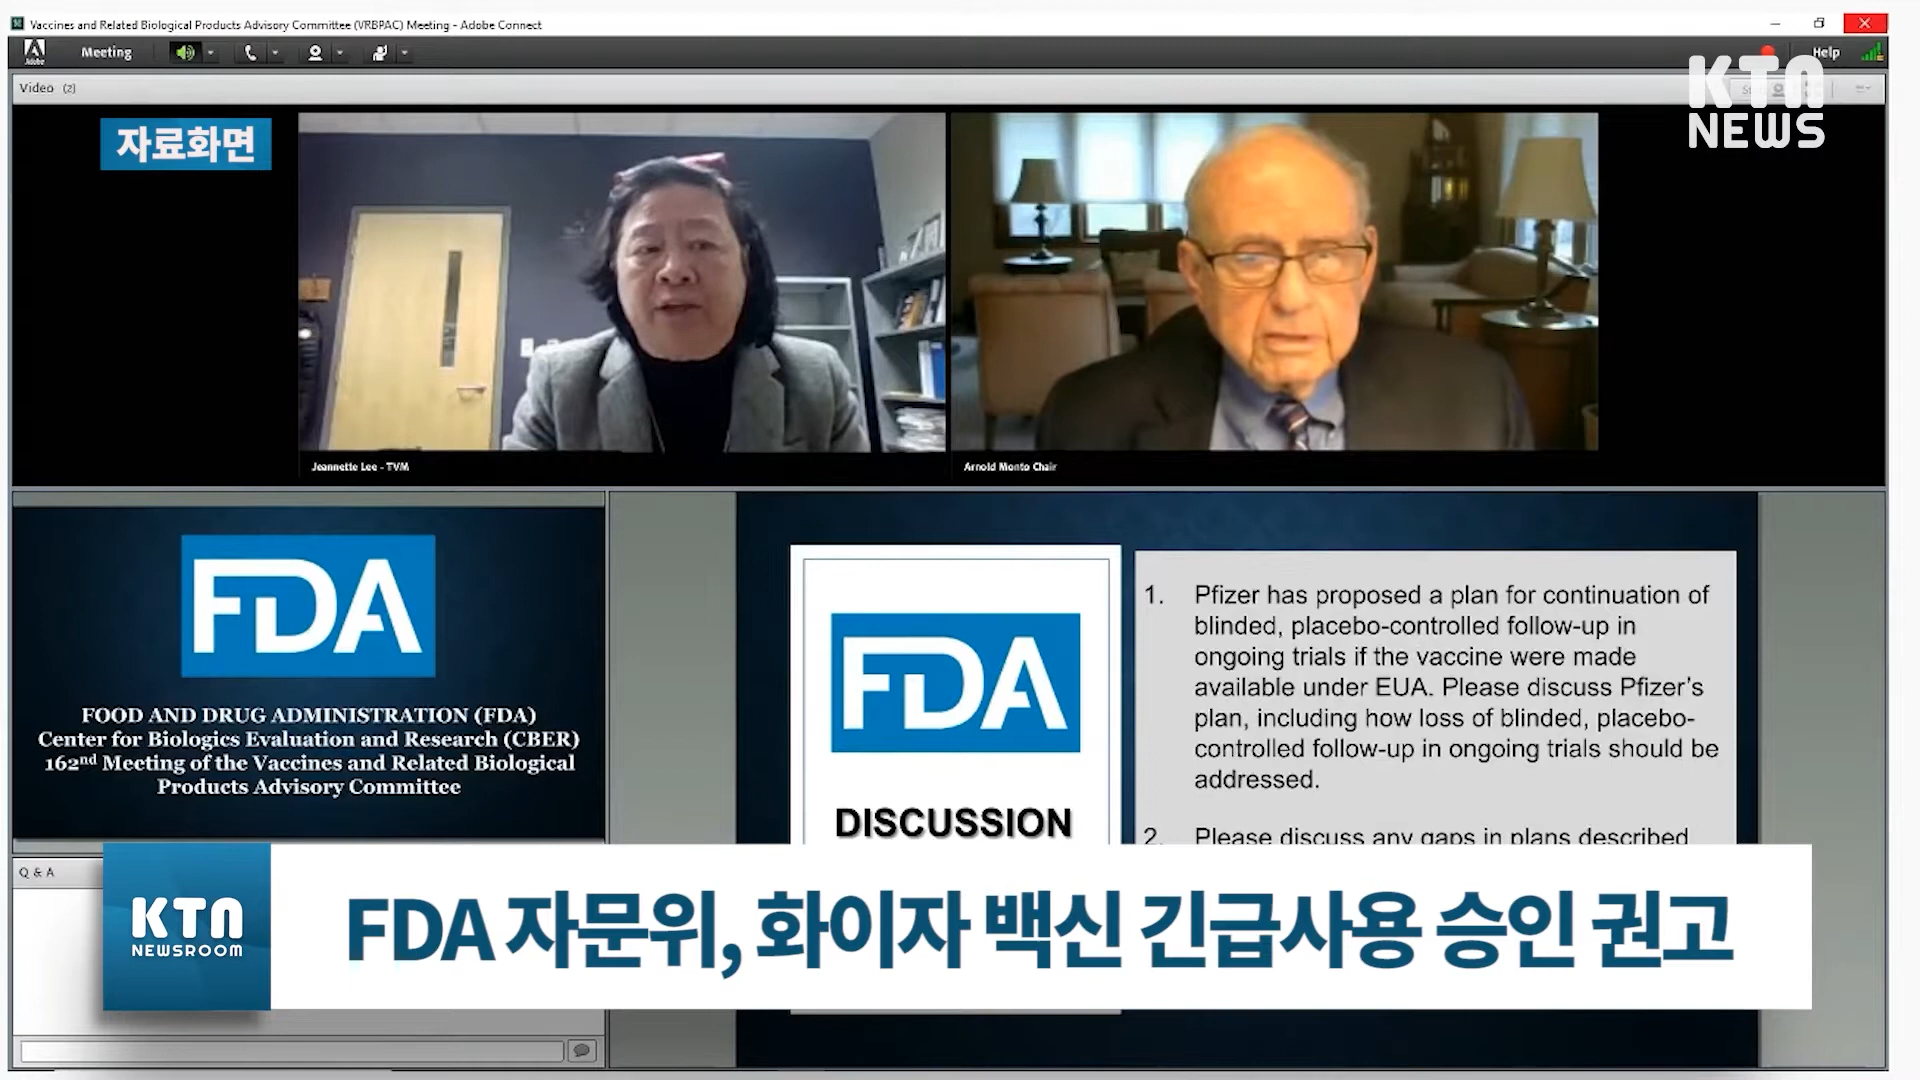 Vaccines and Related Biological Products Advisory Committee (VRBPAC) Meeting - Adobe Connect
Adobe
Meeting
Help
Video (2)
KTN
NEWS
자료화면
Jeannette Lee - TVM
Arnold Monto Chair
FDA
FOOD AND DRUG ADMINISTRATION (FDA)
Center for Biologics Evaluation and Research (CBER)
162nd Meeting of the Vaccines and Related Biological
Products Advisory Committee
FDA
DISCUSSION
1. Pfizer has proposed a plan for continuation of
blinded, placebo-controlled follow-up in
ongoing trials if the vaccine were made
available under EUA. Please discuss Pfizer's
plan, including how loss of blinded, placebo-
controlled follow-up in ongoing trials should be
addressed.
2. Please discuss any gaps in plans described
Q & A
KTN
NEWSROOM
FDA 자문위, 화이자 백신 긴급사용 승인 권고